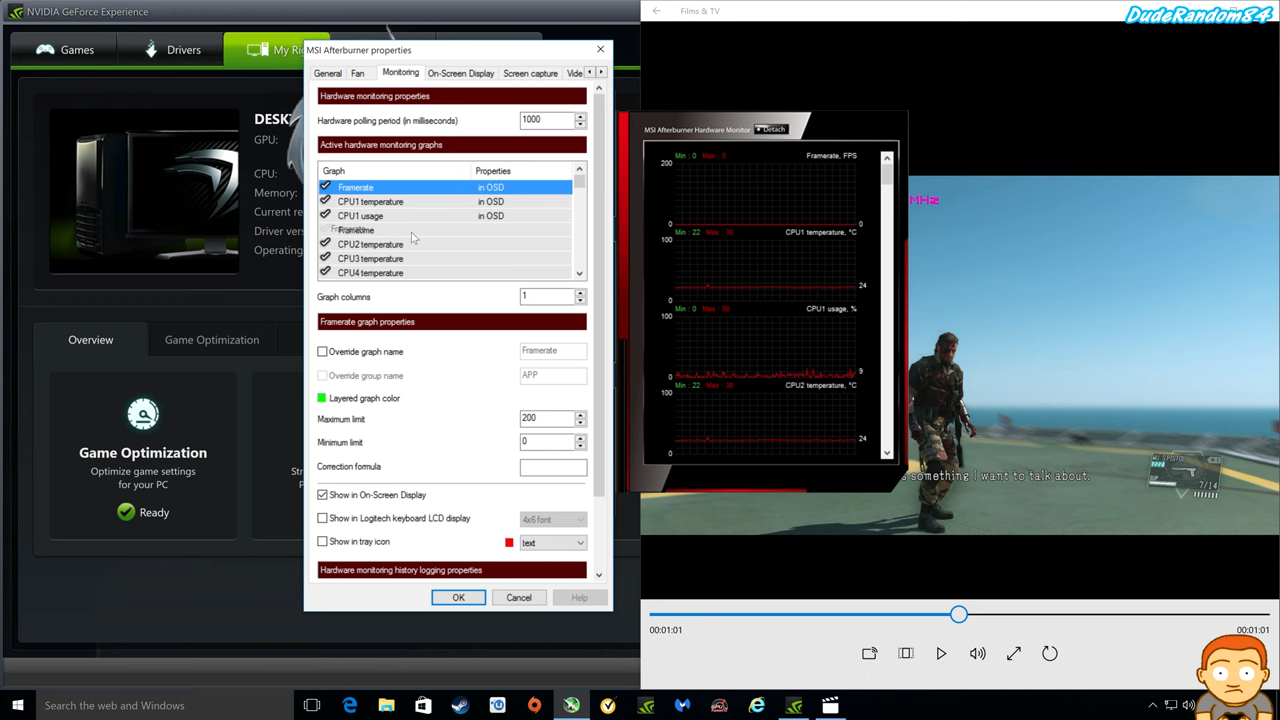 NVIDIA GeForce Experience
Games
Drivers
My Ri
DESK
GPU:
CPU:
Memory:
Current re
Driver vers
Operating
Overview
Game Optimization
Game Optimization
Optimize game settings
for your PC
Ready
Str
MSI Afterburner properties
General
Fan
Monitoring
On-Screen Display
Screen capture
Vide
Hardware monitoring properties
Hardware polling period (in milliseconds)
1000
Active hardware monitoring graphs
Graph
Properties
Framerate
in OSD
CPU1 temperature
in OSD
CPU1 usage
in OSD
Frametime
CPU2 temperature
CPU3 temperature
CPU4 temperature
Graph columns
1
Framerate graph properties
Override graph name
Framerate
Override group name
APP
Layered graph color
Maximum limit
200
Minimum limit
0
Correction formula
Show in On-Screen Display
Show in Logitech keyboard LCD display
4x6 font
Show in tray icon
text
Hardware monitoring history logging properties
OK
Cancel
Help
Films & TV
DudeRandom84
MSI Afterburner Hardware Monitor
Detach
Min : 0
Max : 0
Framerate, FPS
200
0
0
Min : 22
Max : 30
CPU1 temperature, °C
100
24
0
Min : 0
Max : 58
CPU1 usage, %
100
9
0
Min : 22
Max : 30
CPU2 temperature, °C
100
24
0
MHz
s something I want to talk about.
WU S.PISTOL
7/14
00:01:01
00:01:01
Search the web and Windows